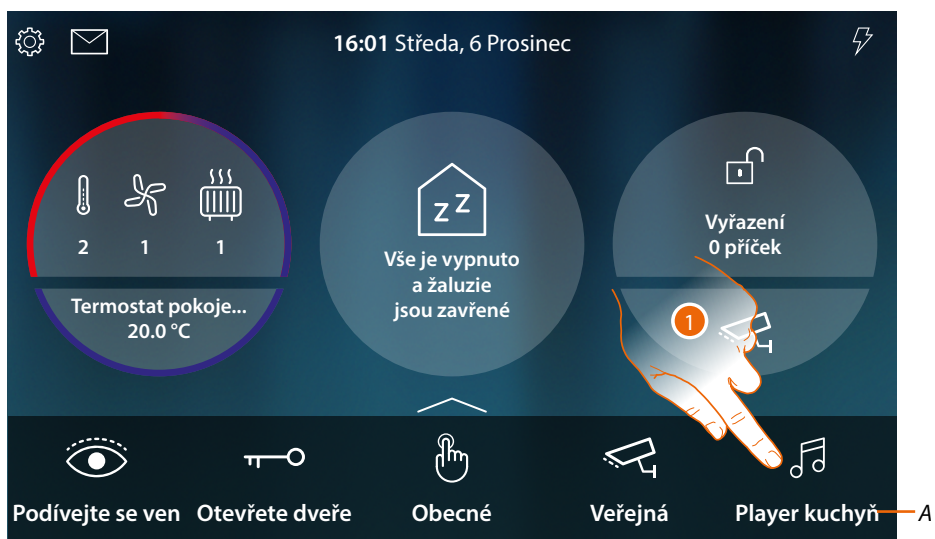 16:01 Středa, 6 Prosinec
2 1 1
Termostat pokoje...
20.0 °C
zZ
Vše je vypnuto
a žaluzie
jsou zavřené
Vyřazení
0 příček
1
Podívejte se ven Otevřete dveře Obecné Veřejná Player kuchyň A